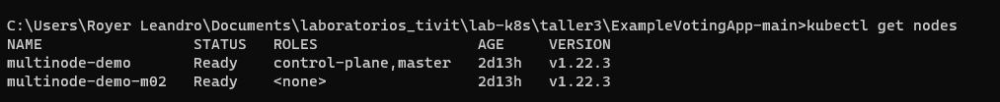 C:\Users\Royer Leandro\Documents\laboratorios_tivit\lab-k8s\taller3\ExampleVotingApp-main>kubectl get nodes
NAME                 STATUS   ROLES                  AGE     VERSION
multinode-demo       Ready    control-plane,master   2d13h   v1.22.3
multinode-demo-m02   Ready    <none>                 2d13h   v1.22.3